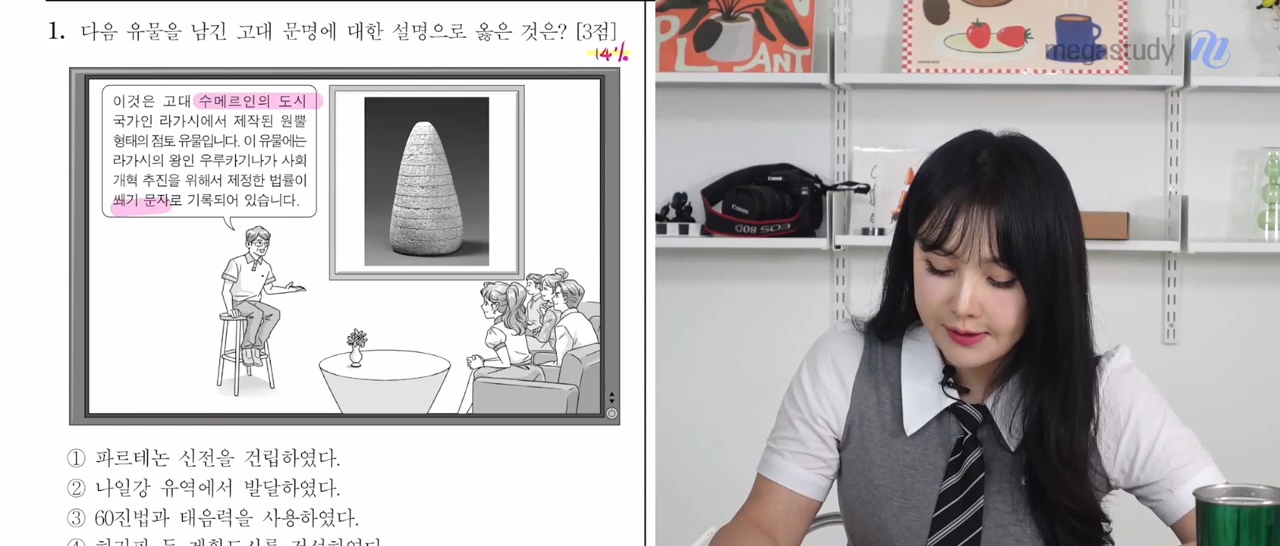 1. 다음 유물을 남긴 고대 문명에 대한 설명으로 옳은 것은? [3점]
14%
이것은 고대 수메르인의 도시
국가인 라가시에서 제작된 원뿔
형태의 점토 유물입니다. 이 유물에는
라가시의 왕인 우루카기나가 사회
개혁 추진을 위해서 제정한 법률이
쐐기 문자로 기록되어 있습니다.
① 파르테논 신전을 건립하였다.
② 나일강 유역에서 발달하였다.
③ 60진법과 태음력을 사용하였다.
PLANT
megastudy
Canon
Canon
EOS 80D